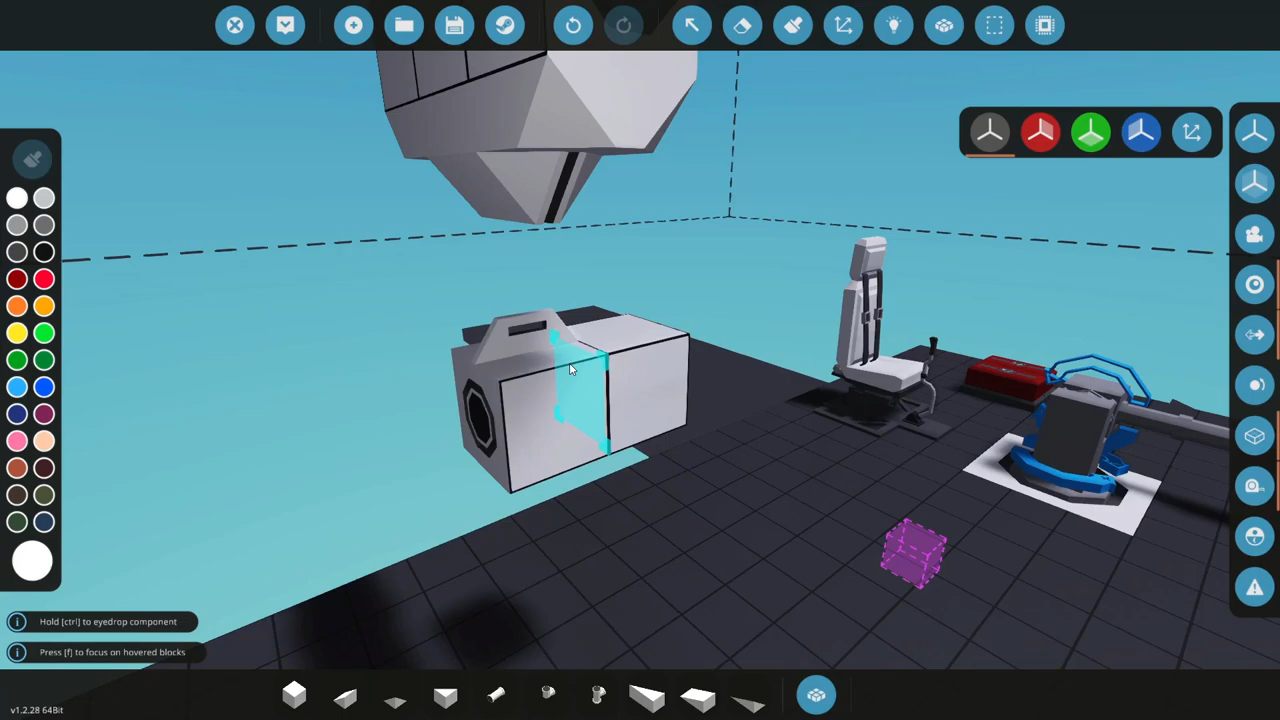 Hold [ctrl] to eyedrop component
Press [f] to focus on hovered blocks
v1.2.28 64Bit